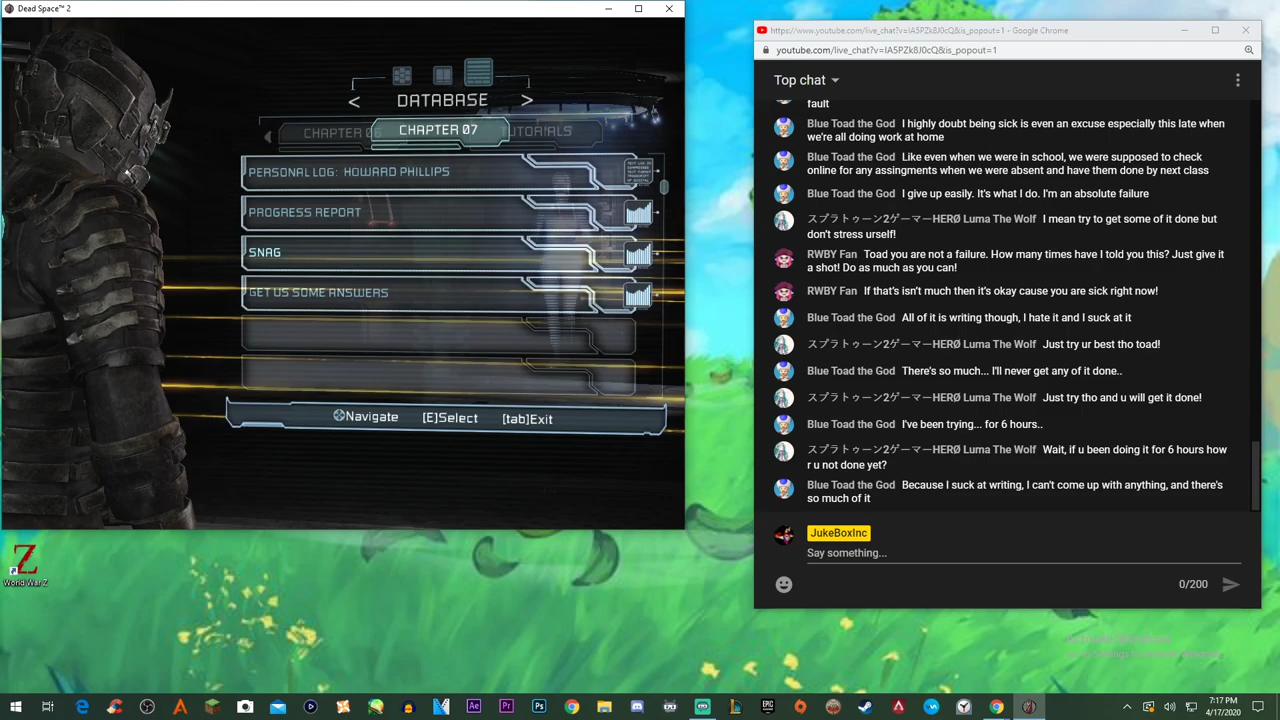 Dead Space™ 2
DATABASE
CHAPTER 06
CHAPTER 07
TUTORIALS
PERSONAL LOG: HOWARD PHILLIPS
PROGRESS REPORT
SNAG
GET US SOME ANSWERS
Navigate [E]Select [tab]Exit
World War Z
https://www.youtube.com/live_chat?v=IA5PZk8J0cQ&is_popout=1 - Google Chrome
youtube.com/live_chat?v=IA5PZk8J0cQ&is_popout=1
Top chat
fault
Blue Toad the God I highly doubt being sick is even an excuse especially this late when
we're all doing work at home
Blue Toad the God Like even when we were in school, we were supposed to check
online for any assingments when we were absent and have them done by next class
Blue Toad the God I give up easily. It's what I do. I'm an absolute failure
スプラトゥーン2ゲーマーHERØ Luma The Wolf I mean try to get some of it done but
don't stress urself!
RWBY Fan Toad you are not a failure. How many times have I told you this? Just give it
a shot! Do as much as you can!
RWBY Fan If that's isn't much then it's okay cause you are sick right now!
Blue Toad the God All of it is writing though, I hate it and I suck at it
スプラトゥーン2ゲーマーHERØ Luma The Wolf Just try ur best tho toad!
Blue Toad the God There's so much... I'll never get any of it done..
スプラトゥーン2ゲーマーHERØ Luma The Wolf Just try tho and u will get it done!
Blue Toad the God I've been trying... for 6 hours..
スプラトゥーン2ゲーマーHERØ Luma The Wolf Wait, if u been doing it for 6 hours how
r u not done yet?
Blue Toad the God Because I suck at writing, I can't come up with anything, and there's
so much of it
JukeBoxInc
Say something...
0/200
Ae Pr Ps
EPIC
7:17 PM
4/17/2020